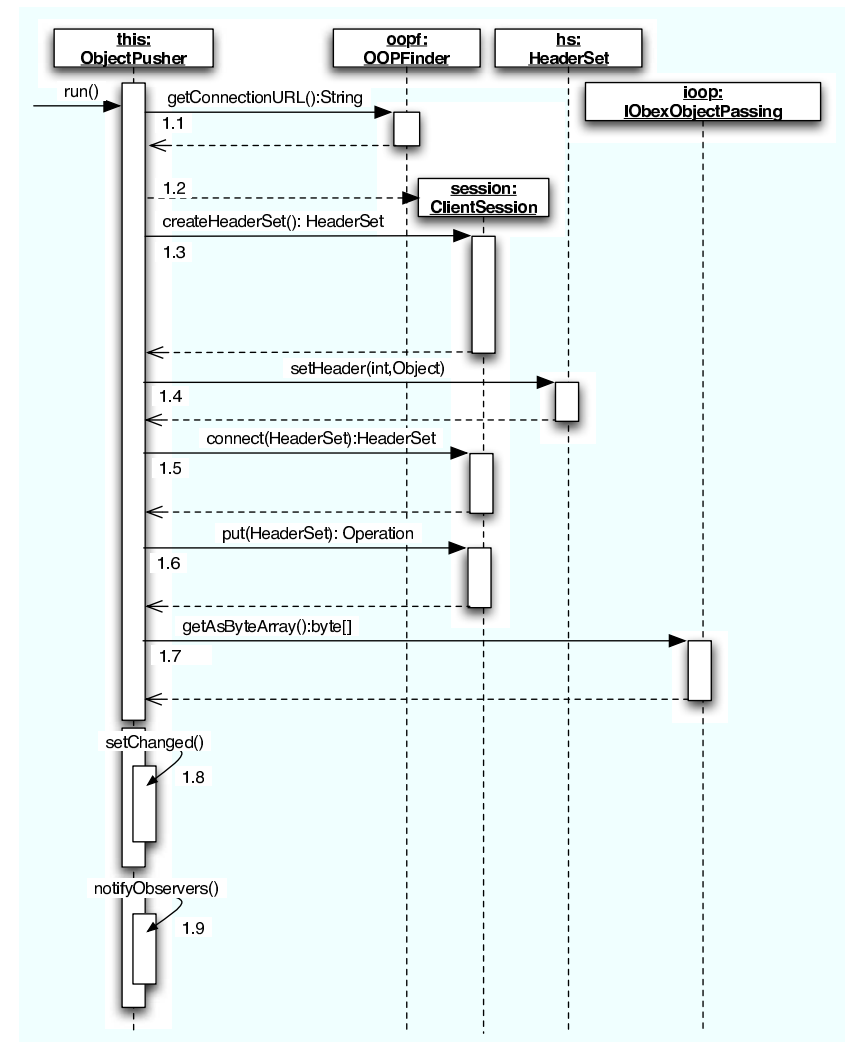 this:
ObjectPusher
oopf:
OOPFinder
hs:
HeaderSet
ioop:
IObexObjectPassing
run()
getConnectionURL():String
1.1
1.2
session:
ClientSession
createHeaderSet(): HeaderSet
1.3
setHeader(int,Object)
1.4
connect(HeaderSet):HeaderSet
1.5
put(HeaderSet): Operation
1.6
getAsByteArray():byte[]
1.7
setChanged()
1.8
notifyObservers()
1.9